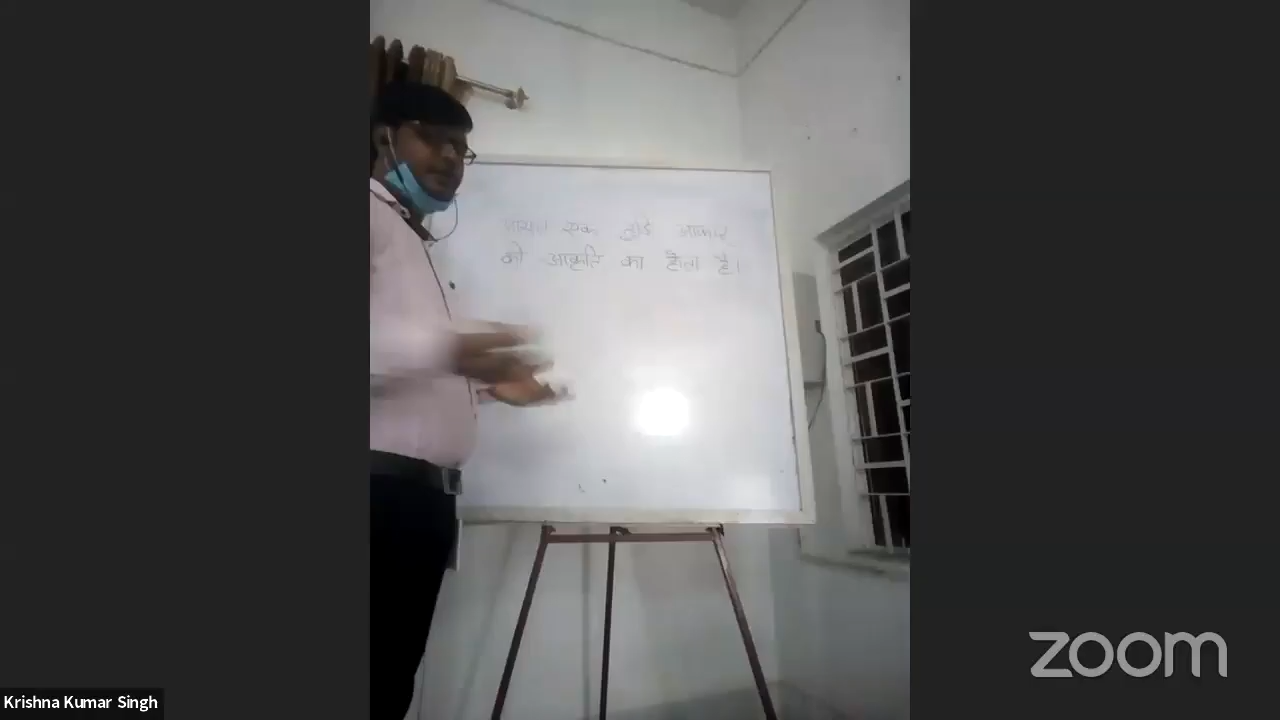 एक आकार
की आकृति का होता है।
Krishna Kumar Singh
zoom